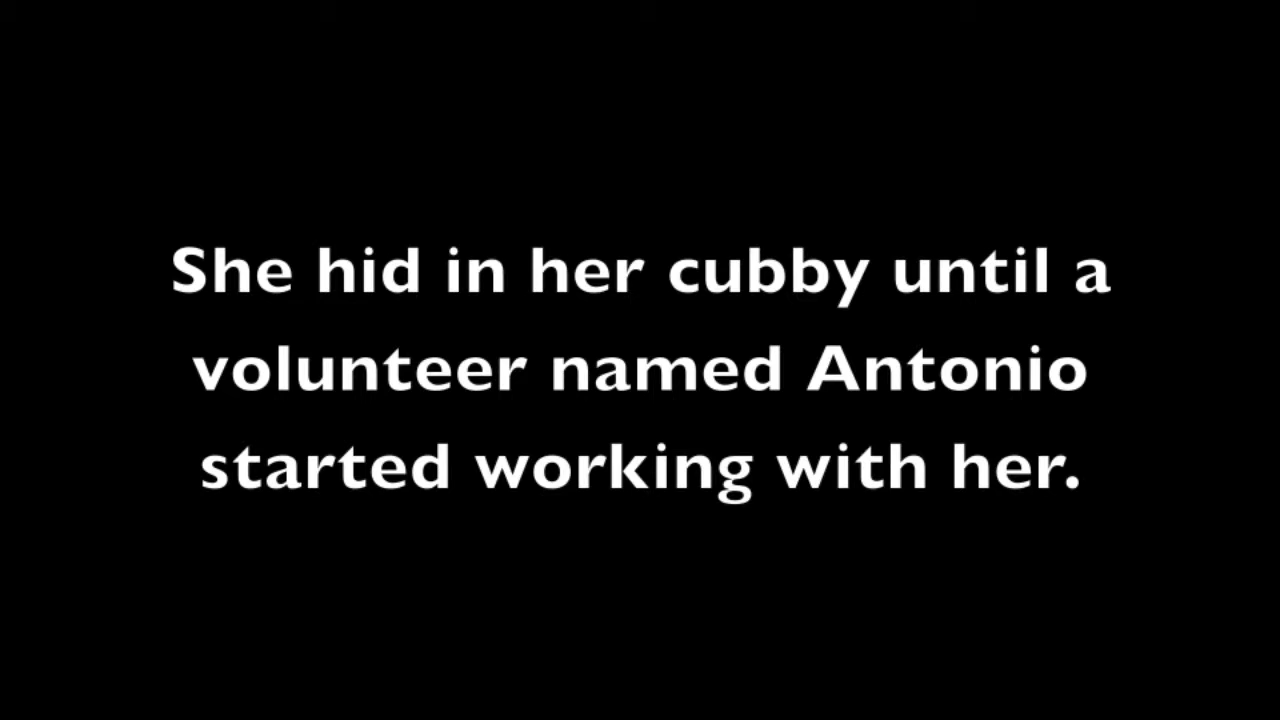 She hid in her cubby until a
volunteer named Antonio
started working with her.